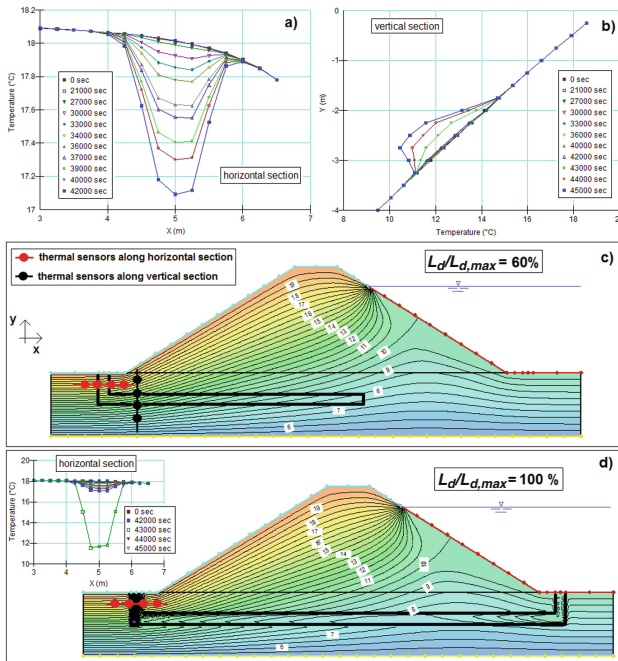 a)
18.2
18
17.8
17.6
17.4
17.2
17
Temperature (°C)
0 sec
21000 sec
27000 sec
30000 sec
33000 sec
34000 sec
36000 sec
37000 sec
39000 sec
40000 sec
42000 sec
horizontal section
3
4
5
6
7
X (m)
b)
vertical section
0
-1
-2
-3
-4
Y (m)
0 sec
21000 sec
27000 sec
30000 sec
33000 sec
36000 sec
40000 sec
42000 sec
44000 sec
45000 sec
8
10
12
14
16
18
20
Temperature (°C)
thermal sensors along horizontal section
thermal sensors along vertical section
Ld/Ld,max = 60%
c)
y
x
19
18
17
16
15
14
13
12
11
10
9
8
7
6
6
horizontal section
Ld/Ld,max = 100 %
d)
20
18
16
14
12
10
Temperature (°C)
0 sec
42000 sec
43000 sec
44000 sec
45000 sec
3
4
5
6
7
X (m)
19
18
17
16
15
14
13
12
11
10
9
8
7
6
6